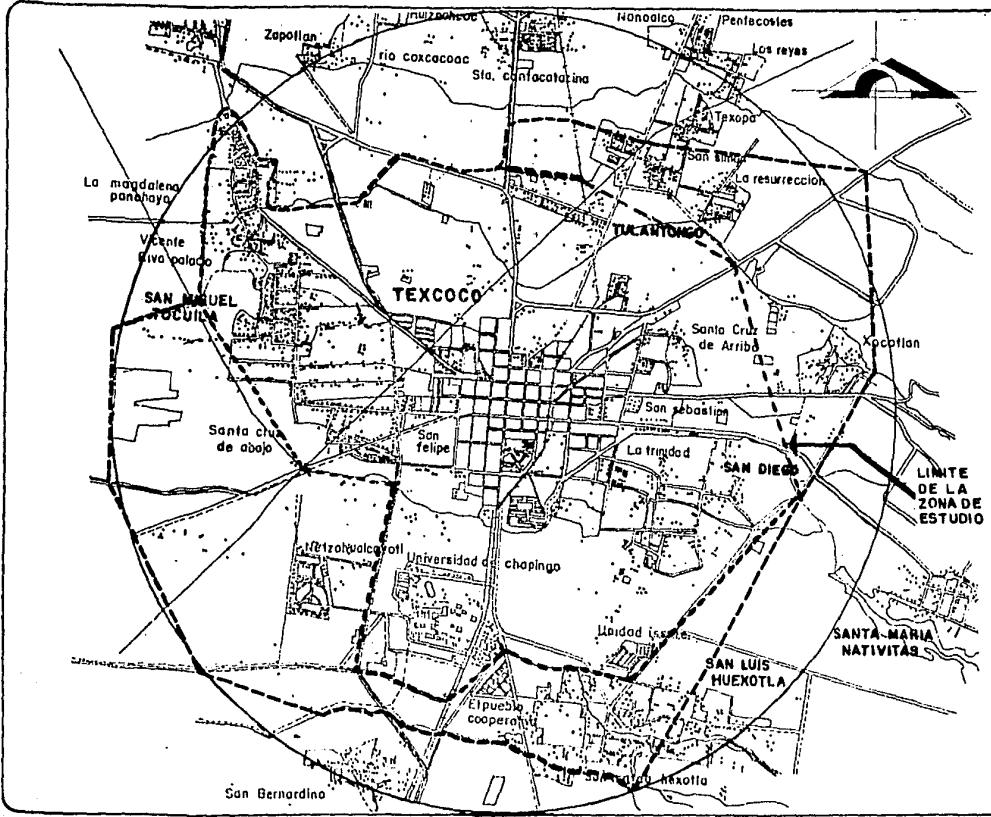 Huiznahuac
Nonoalco
Pentecostes
Zapotlan
Los reyes
rio coxcacoac
Sta.
Texopa
San simon
La resurreccion
La magdalena
panohaya
TULANTONGO
Vicente
Riva palacio
TEXCOCO
SAN MIGUEL
TOCUILA
Santa Cruz
de Arriba
Xocotlan
San sebastian
Santa cruz
de abajo
San
felipe
La trinidad
SAN DIEGO
LIMITE
DE LA
ZONA DE
ESTUDIO
Netzahualcoyotl
Universidad de chapingo
Unidad issste
SANTA MARIA
NATIVITAS
SAN LUIS
HUEXOTLA
El pueblo
cooperativo
San Bernardino